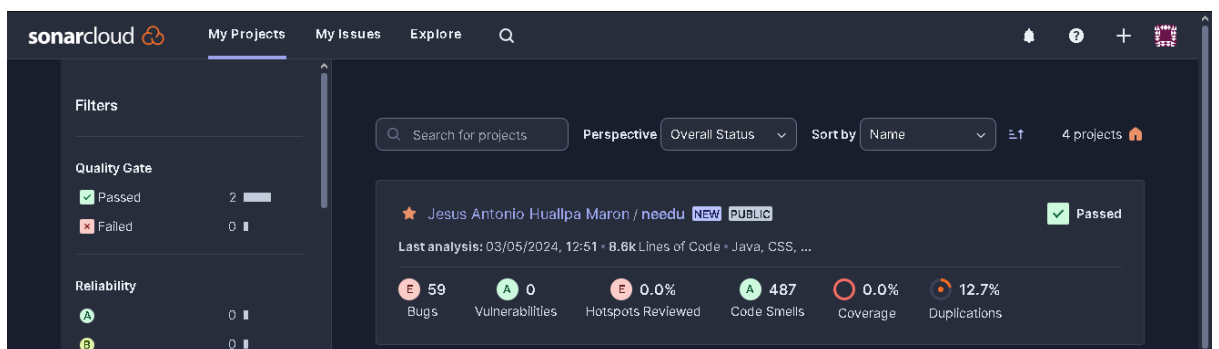 sonarcloud My Projects My Issues Explore
Filters
Search for projects Perspective Overall Status Sort by Name 4 projects
Quality Gate
Passed 2
Failed 0
Jesus Antonio Huallpa Maron / needu NEW PUBLIC Passed
Last analysis: 03/05/2024, 12:51 • 8.6k Lines of Code • Java, CSS, ...
Reliability
A 0
B 0
E 59 A 0 E 0.0% A 487 0.0% 12.7%
Bugs Vulnerabilities Hotspots Reviewed Code Smells Coverage Duplications